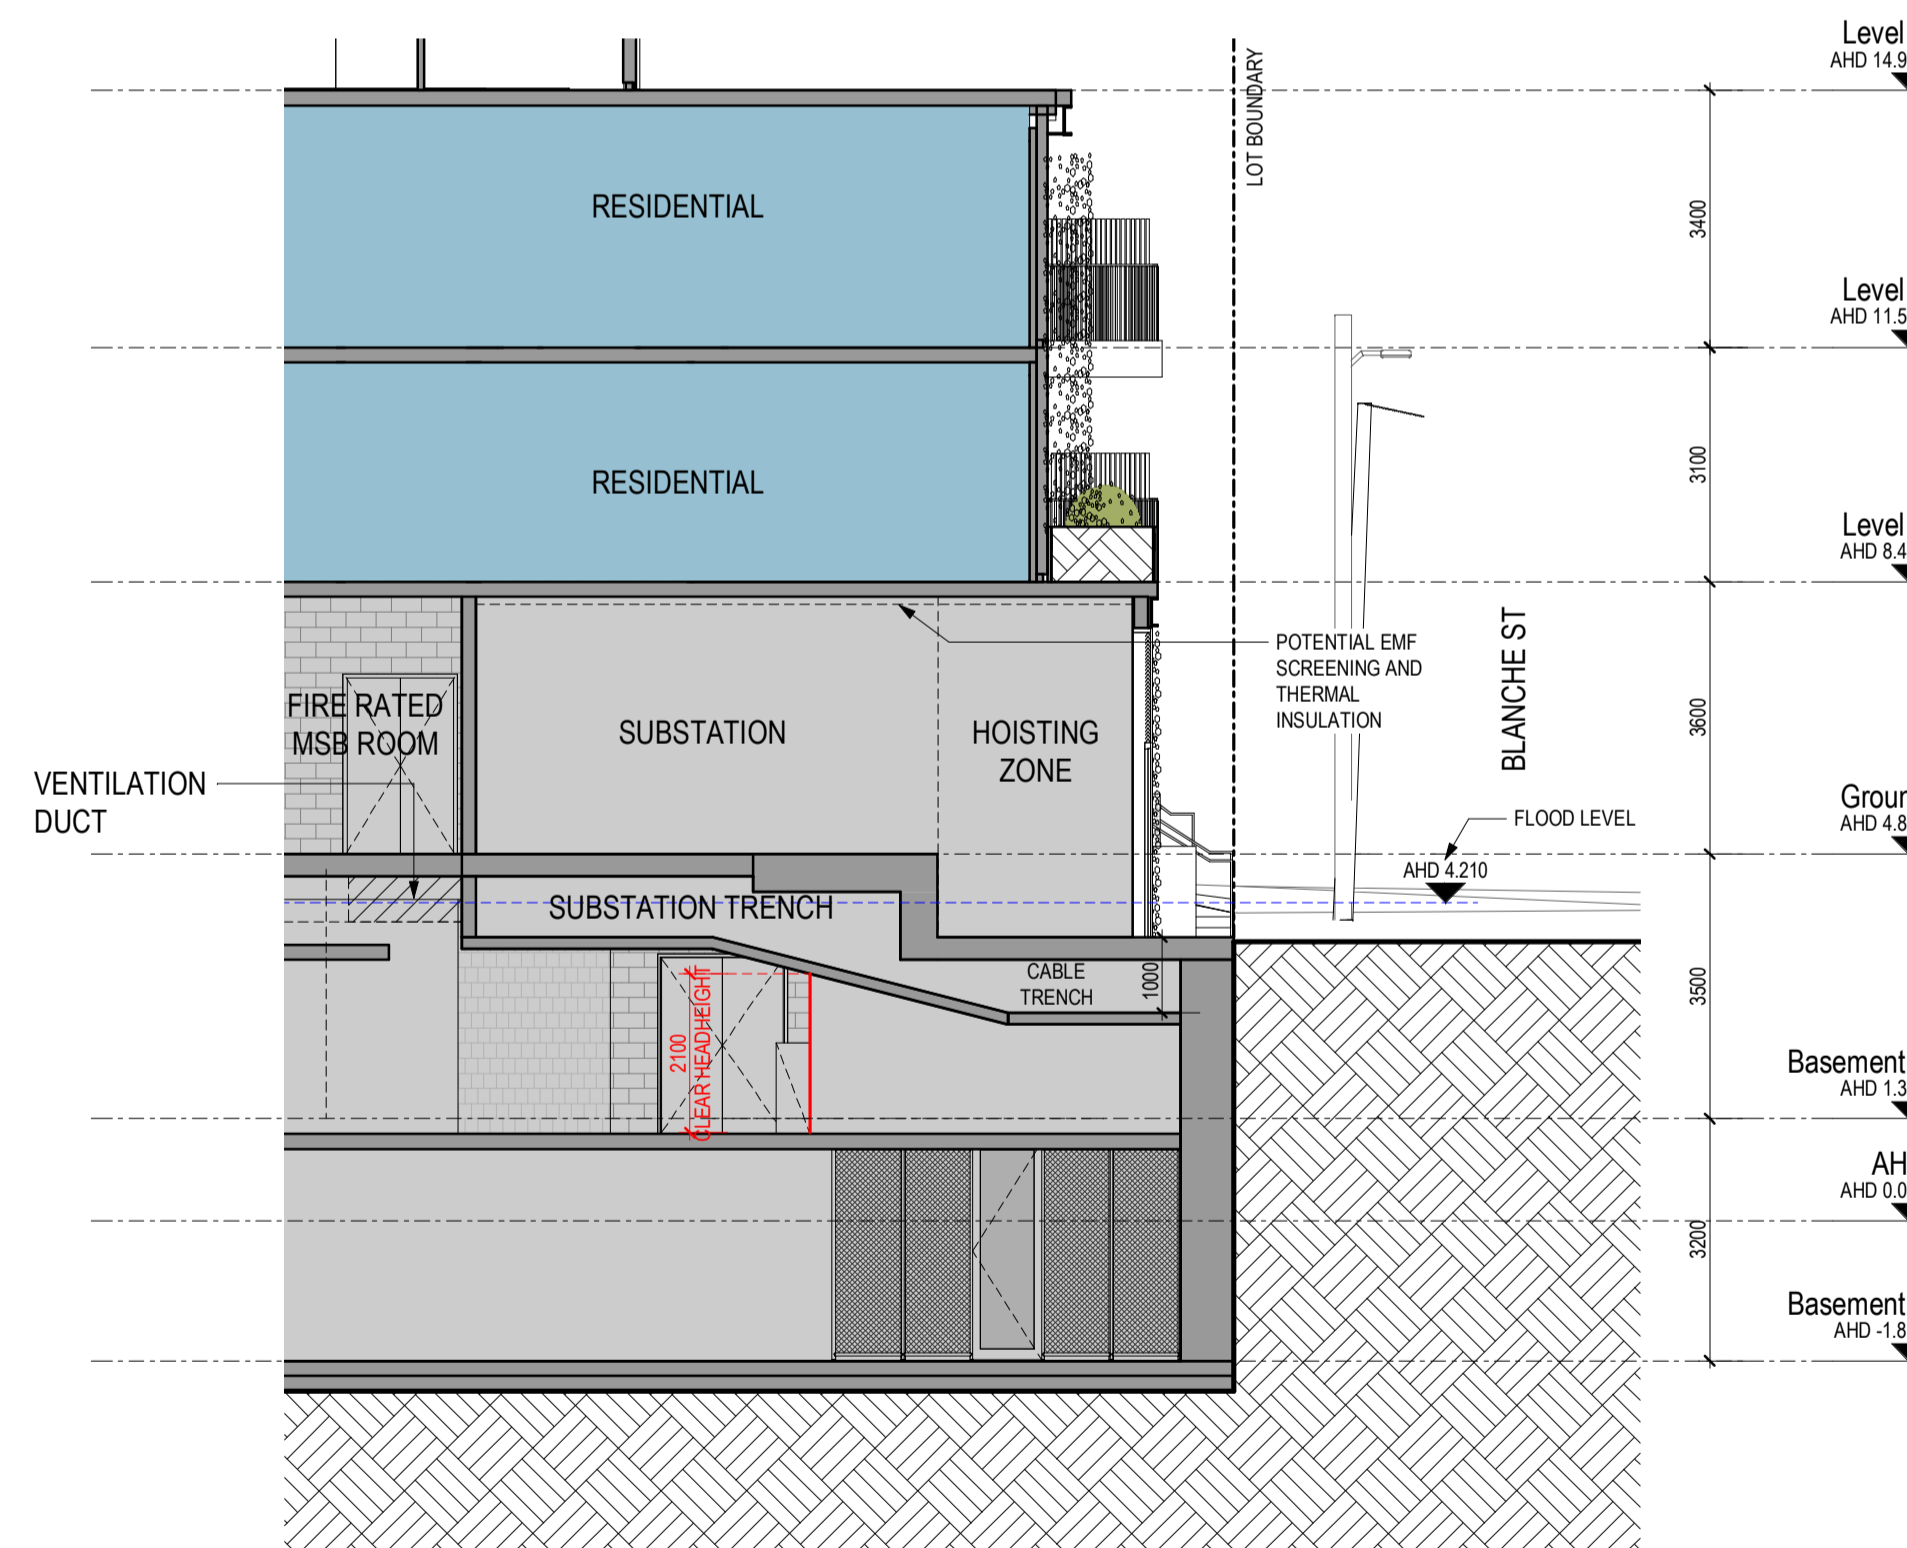 Level
AHD 14.9
LOT BOUNDARY
RESIDENTIAL
3400
Level
AHD 11.5
RESIDENTIAL
3100
Level
AHD 8.4
POTENTIAL EMF
SCREENING AND
THERMAL
INSULATION
BLANCHE ST
3600
FIRE RATED
MSB ROOM
SUBSTATION
HOISTING
ZONE
VENTILATION
DUCT
FLOOD LEVEL
AHD 4.210
Groun
AHD 4.8
SUBSTATION TRENCH
CABLE
TRENCH
1000
3500
2100
CLEAR HEADHEIGHT
Basement
AHD 1.3
AH
AHD 0.0
3200
Basement
AHD -1.8